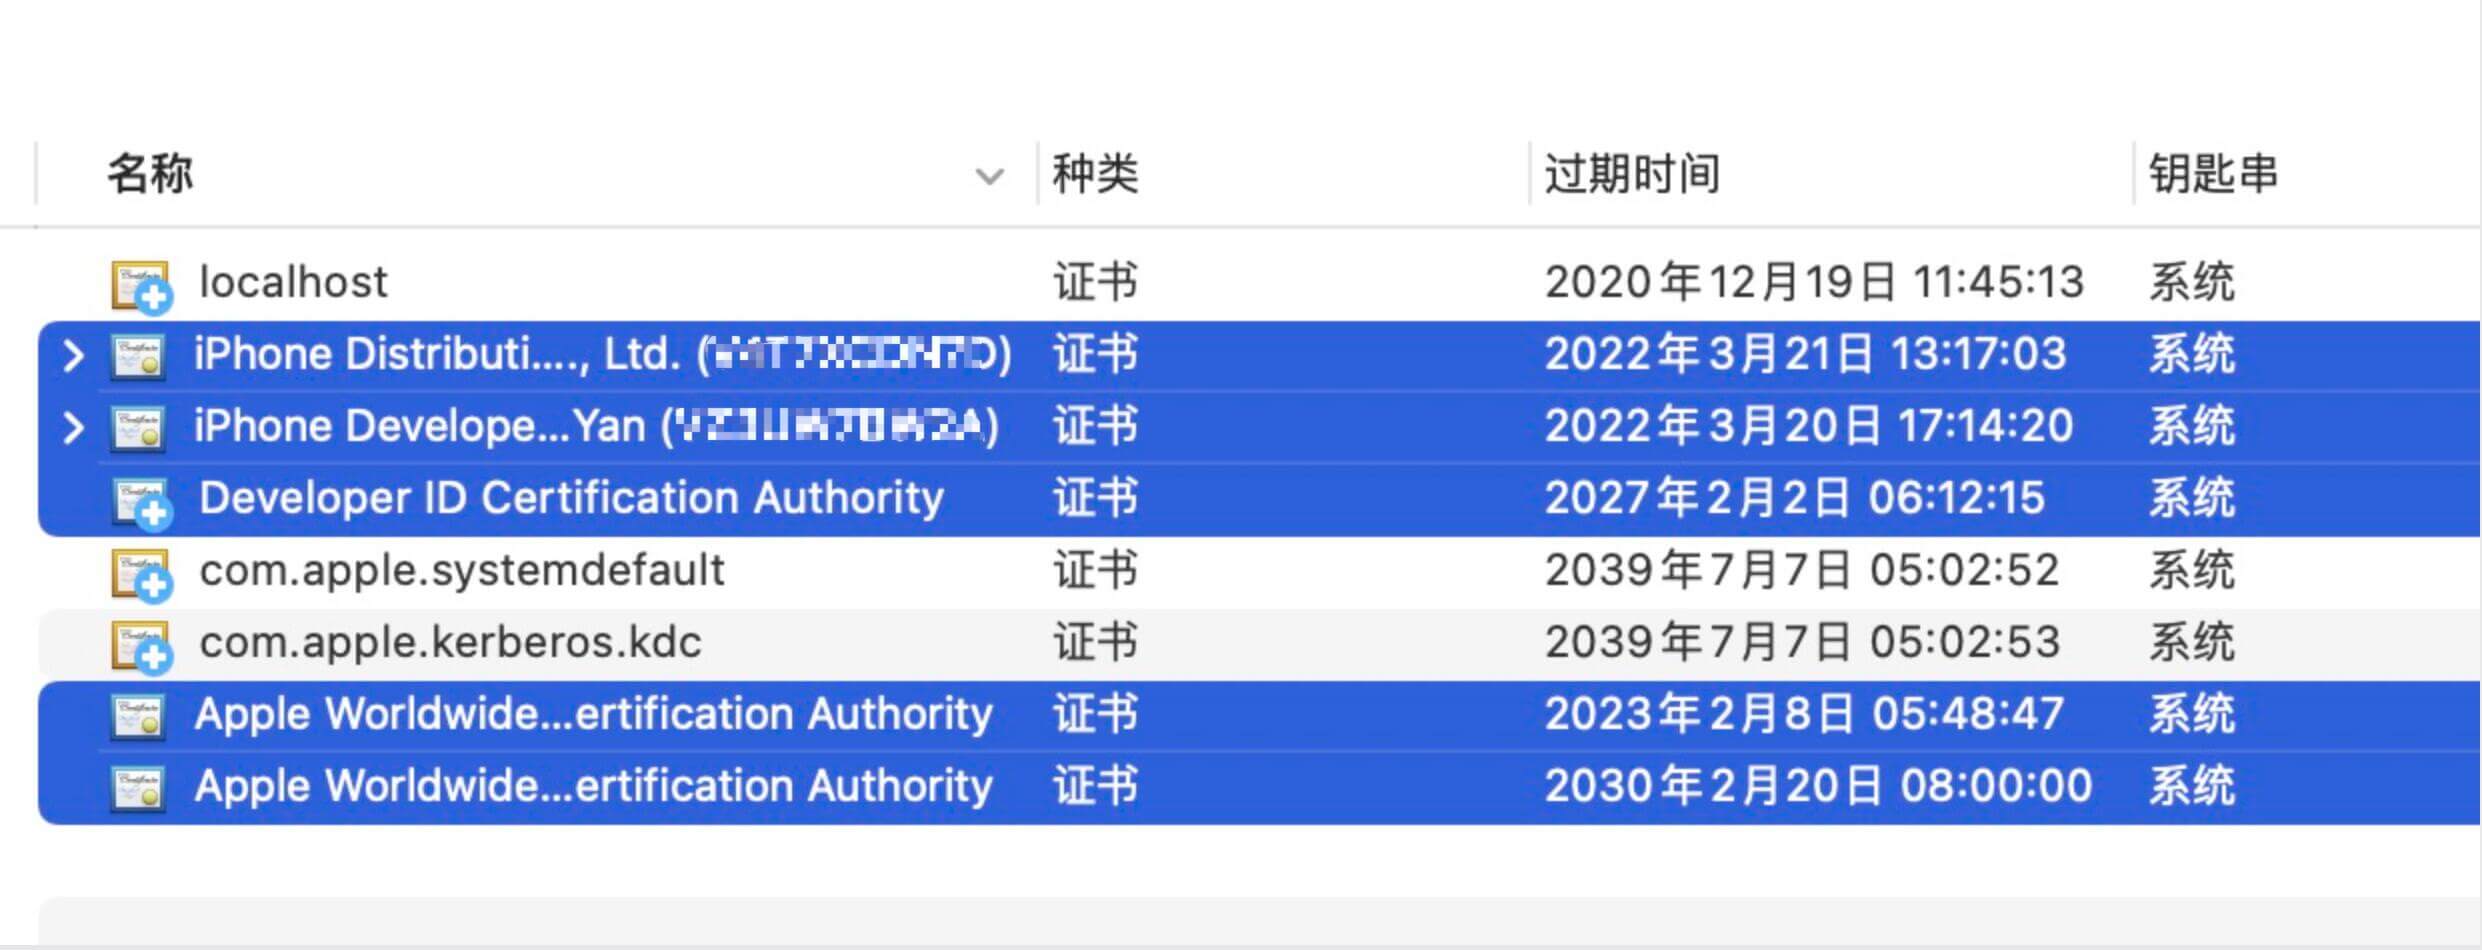 名称 种类 过期时间 钥匙串
localhost 证书 2020年12月19日 11:45:13 系统
iPhone Distributi...., Ltd. ( ) 证书 2022年3月21日 13:17:03 系统
iPhone Develope...Yan ( ) 证书 2022年3月20日 17:14:20 系统
Developer ID Certification Authority 证书 2027年2月2日 06:12:15 系统
com.apple.systemdefault 证书 2039年7月7日 05:02:52 系统
com.apple.kerberos.kdc 证书 2039年7月7日 05:02:53 系统
Apple Worldwide...ertification Authority 证书 2023年2月8日 05:48:47 系统
Apple Worldwide...ertification Authority 证书 2030年2月20日 08:00:00 系统